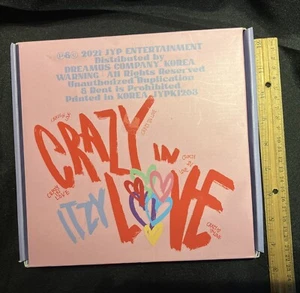 ℗© 2021 JYP ENTERTAINMENT
Distributed by
DREAMUS COMPANY KOREA
WARNING - All Rights Reserved
Unauthorized Duplication
& Rent is Prohibited
Printed in KOREA JYPK1298
CRAZY
IN
ITZY
LOVE